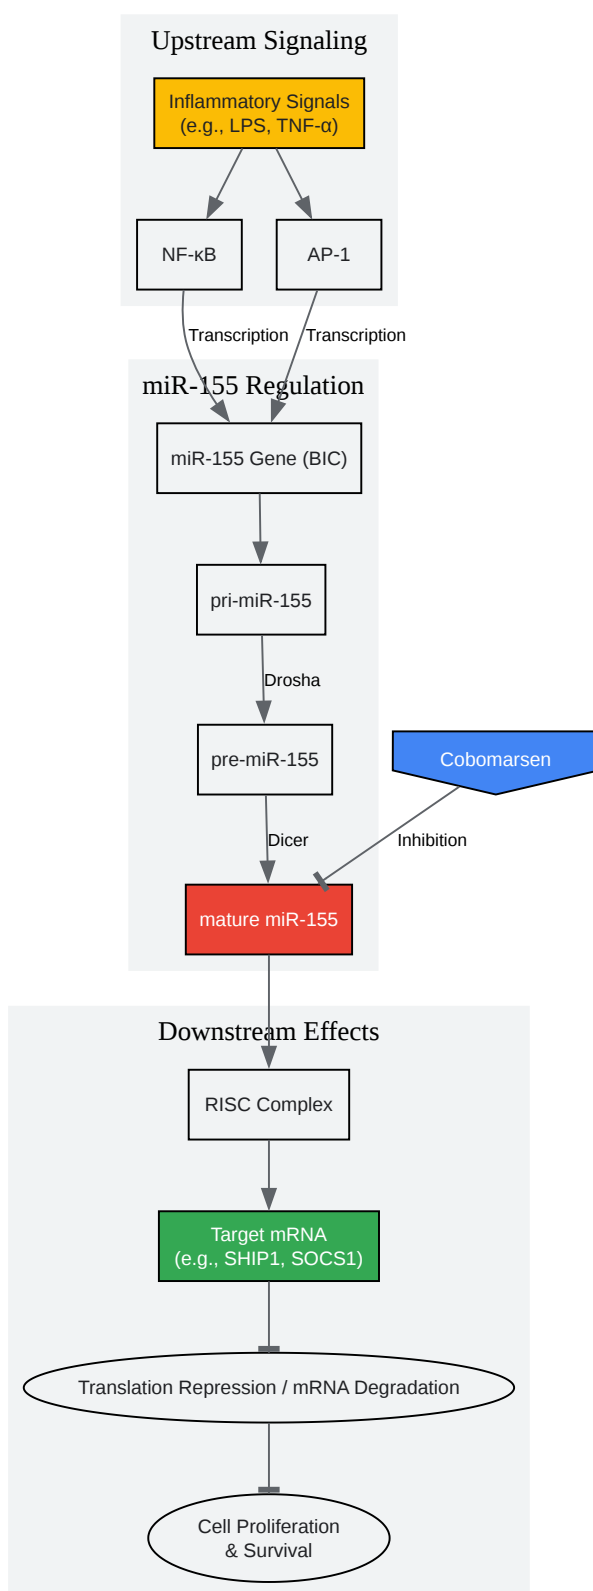 Upstream Signaling
Inflammatory Signals
(e.g., LPS, TNF-α)
NF-κB
AP-1
Transcription
Transcription
miR-155 Regulation
miR-155 Gene (BIC)
pri-miR-155
Drosha
pre-miR-155
Cobomarsen
Dicer
Inhibition
mature miR-155
Downstream Effects
RISC Complex
Target mRNA
(e.g., SHIP1, SOCS1)
Translation Repression / mRNA Degradation
Cell Proliferation
& Survival